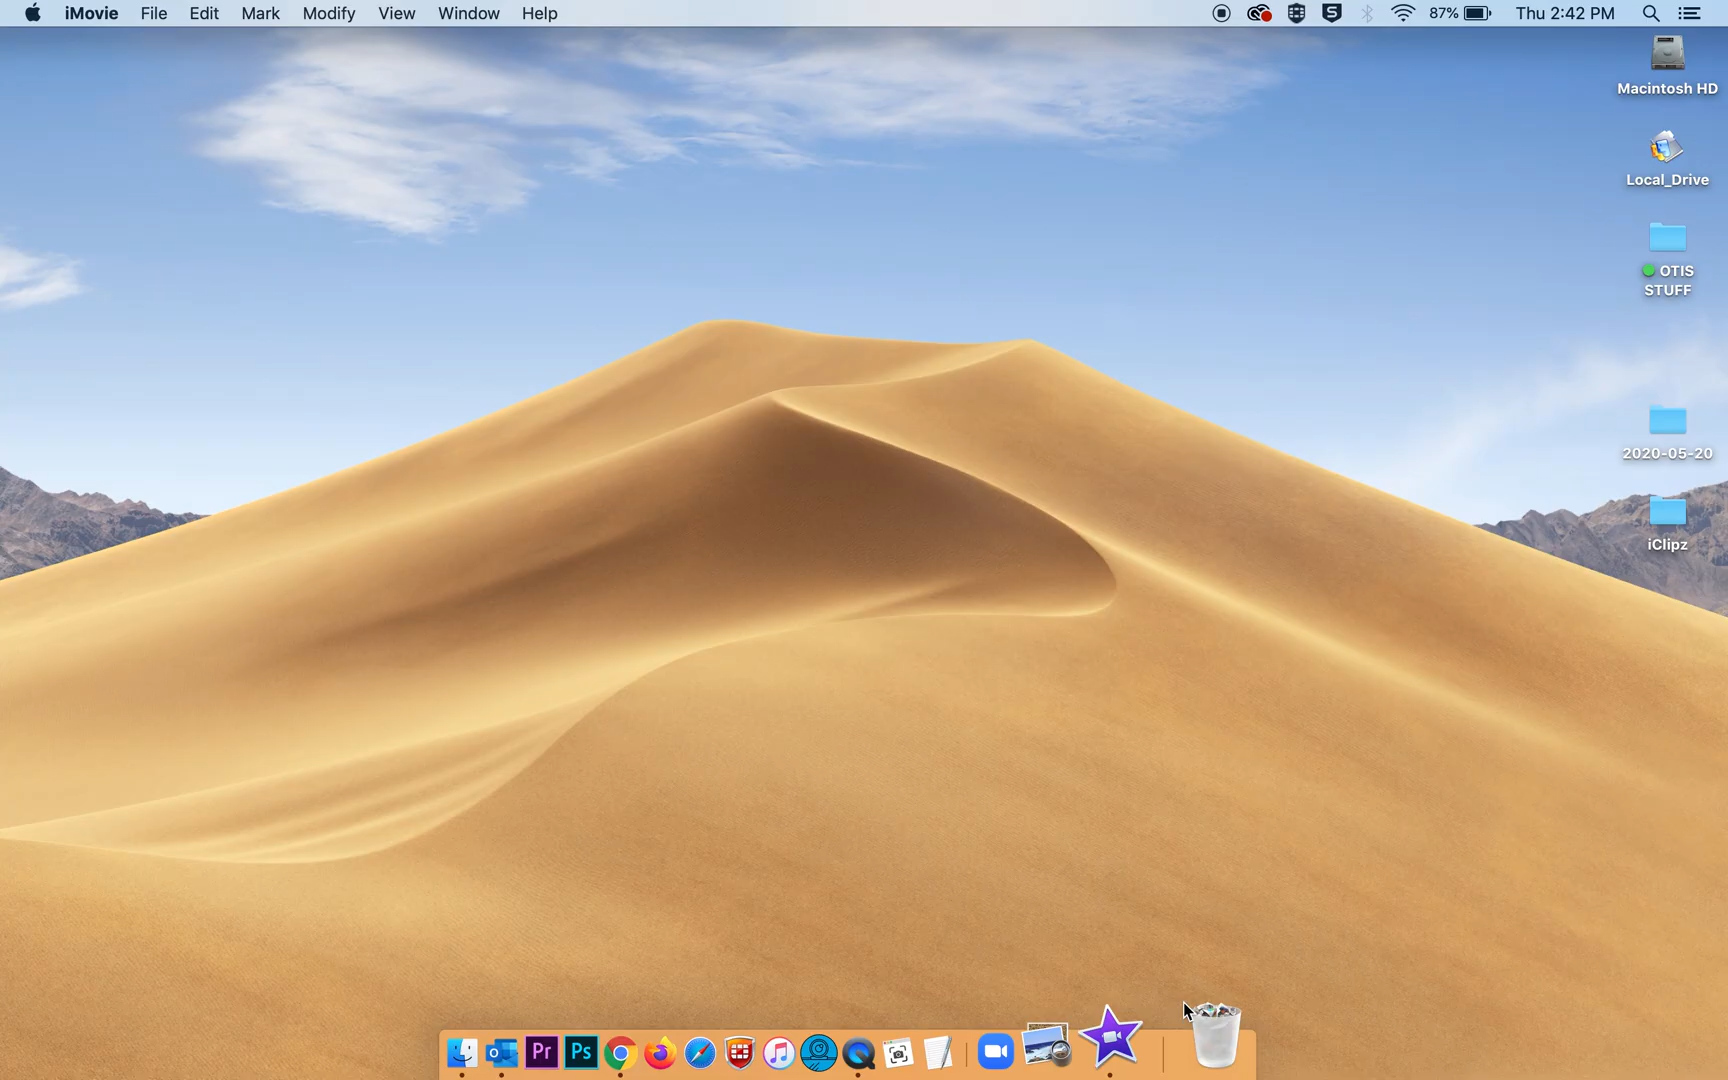 iMovie File Edit Mark Modify View Window Help S 87% Thu 2:42 PM
Macintosh HD
Local_Drive
OTIS
STUFF
2020-05-20
iClipz
Pr Ps